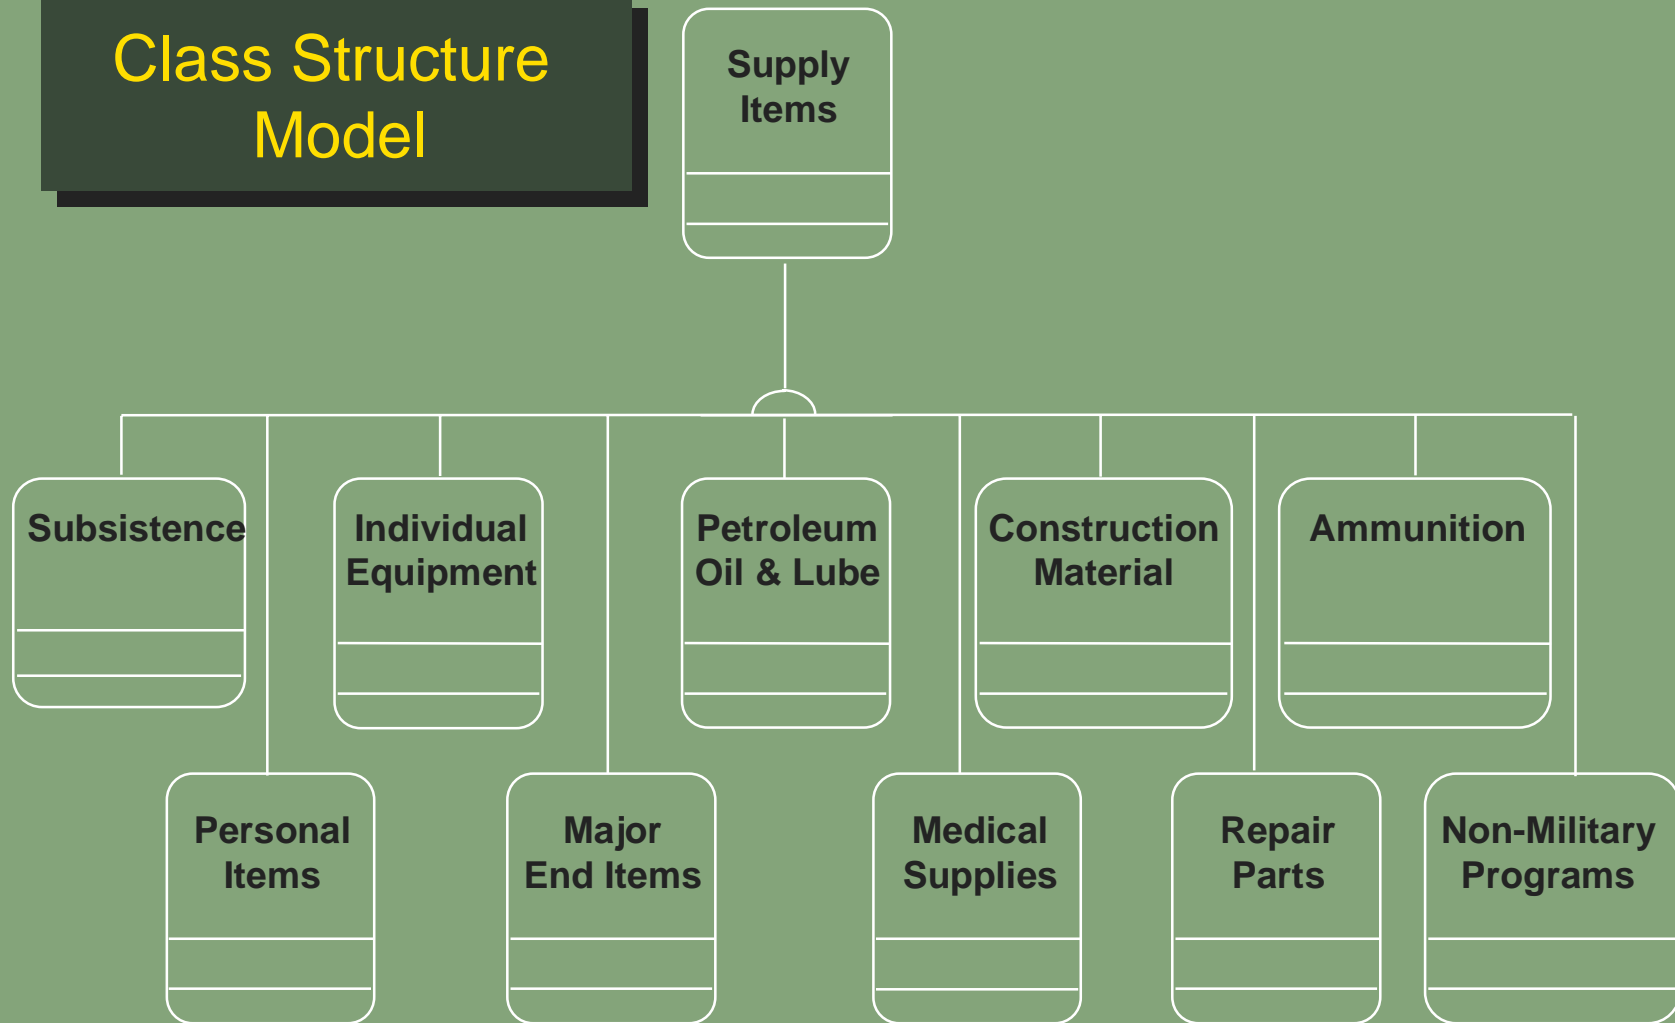 Class Structure
Model
Supply
Items
Subsistence
Individual
Equipment
Petroleum
Oil & Lube
Construction
Material
Ammunition
Personal
Items
Major
End Items
Medical
Supplies
Repair
Parts
Non-Military
Programs